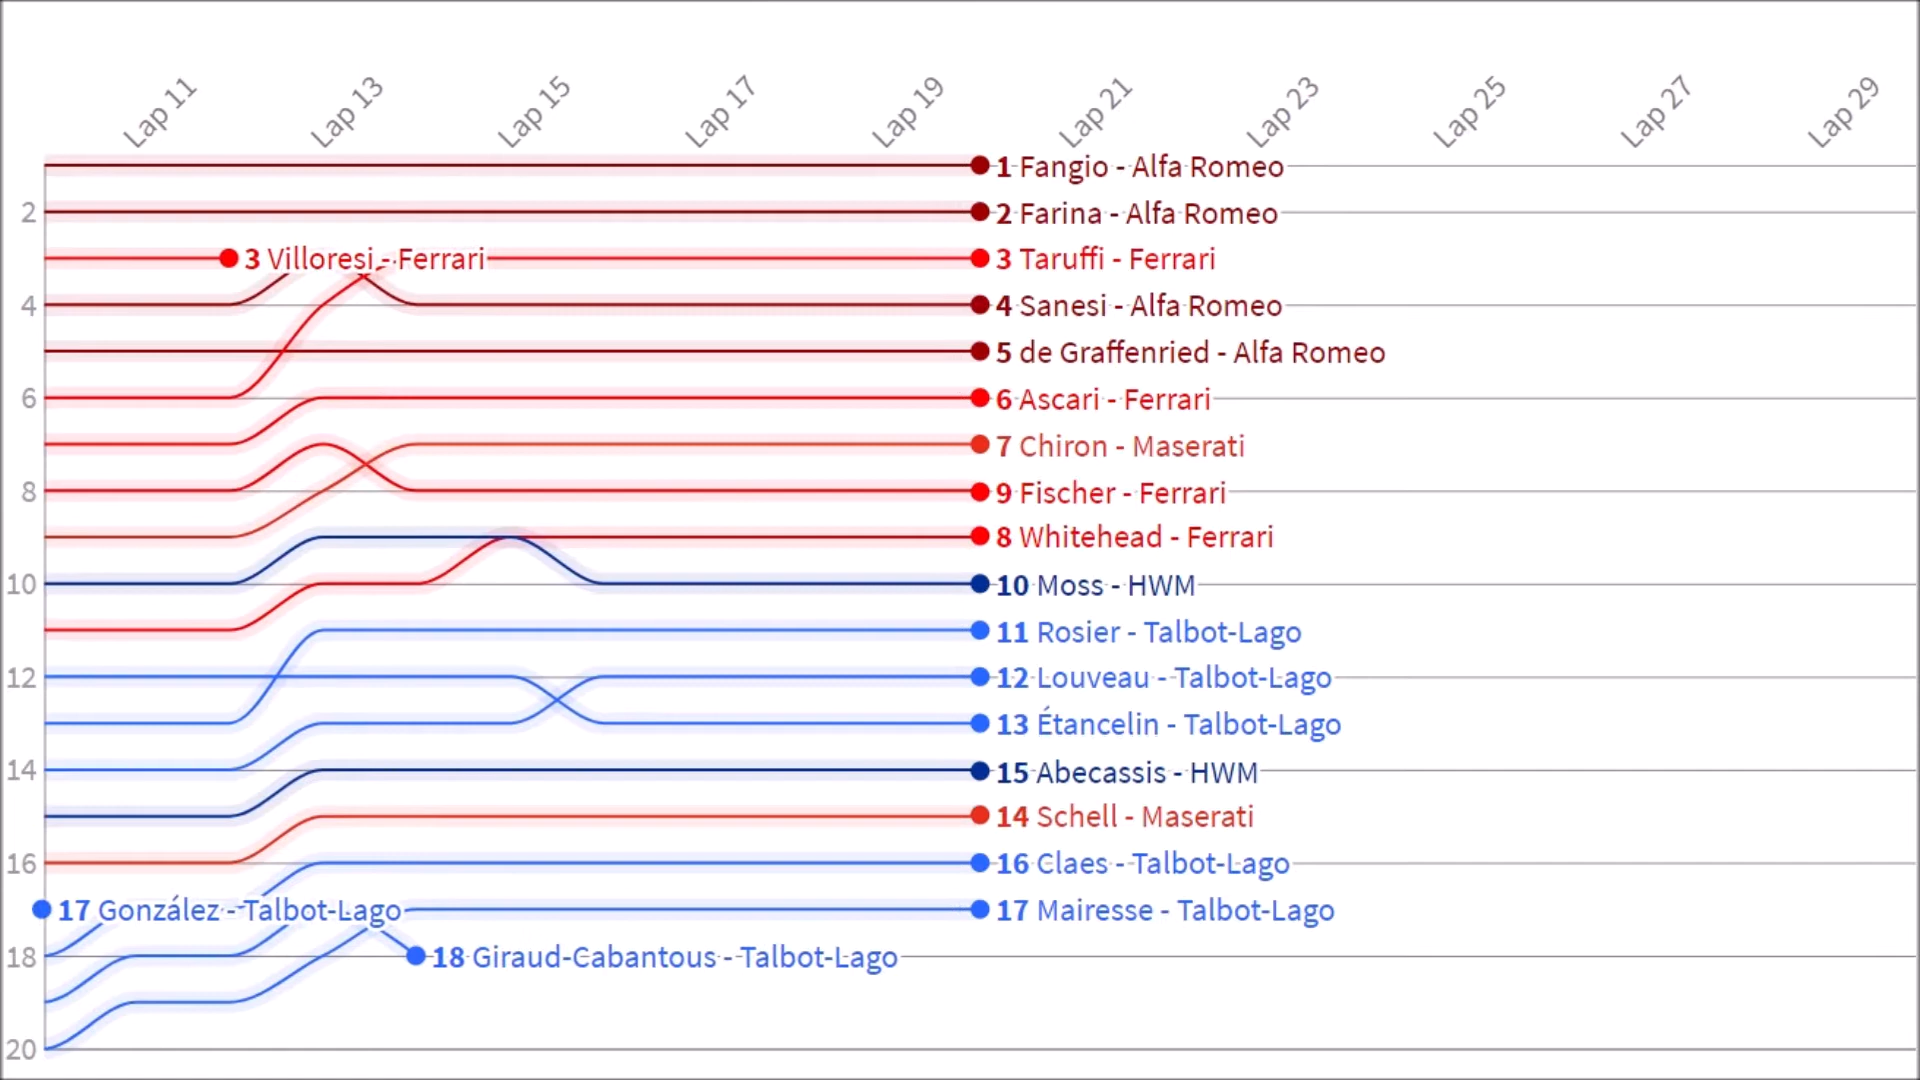 Lap 11
Lap 13
Lap 15
Lap 17
Lap 19
Lap 21
Lap 23
Lap 25
Lap 27
Lap 29
1 Fangio - Alfa Romeo
2
2 Farina - Alfa Romeo
3 Villoresi - Ferrari
3 Taruffi - Ferrari
4
4 Sanesi - Alfa Romeo
5 de Graffenried - Alfa Romeo
6
6 Ascari - Ferrari
7 Chiron - Maserati
8
9 Fischer - Ferrari
8 Whitehead - Ferrari
10
10 Moss - HWM
11 Rosier - Talbot-Lago
12
12 Louveau - Talbot-Lago
13 Étancelin - Talbot-Lago
14
15 Abecassis - HWM
14 Schell - Maserati
16
16 Claes - Talbot-Lago
17 González - Talbot-Lago
17 Mairesse - Talbot-Lago
18
18 Giraud-Cabantous - Talbot-Lago
20